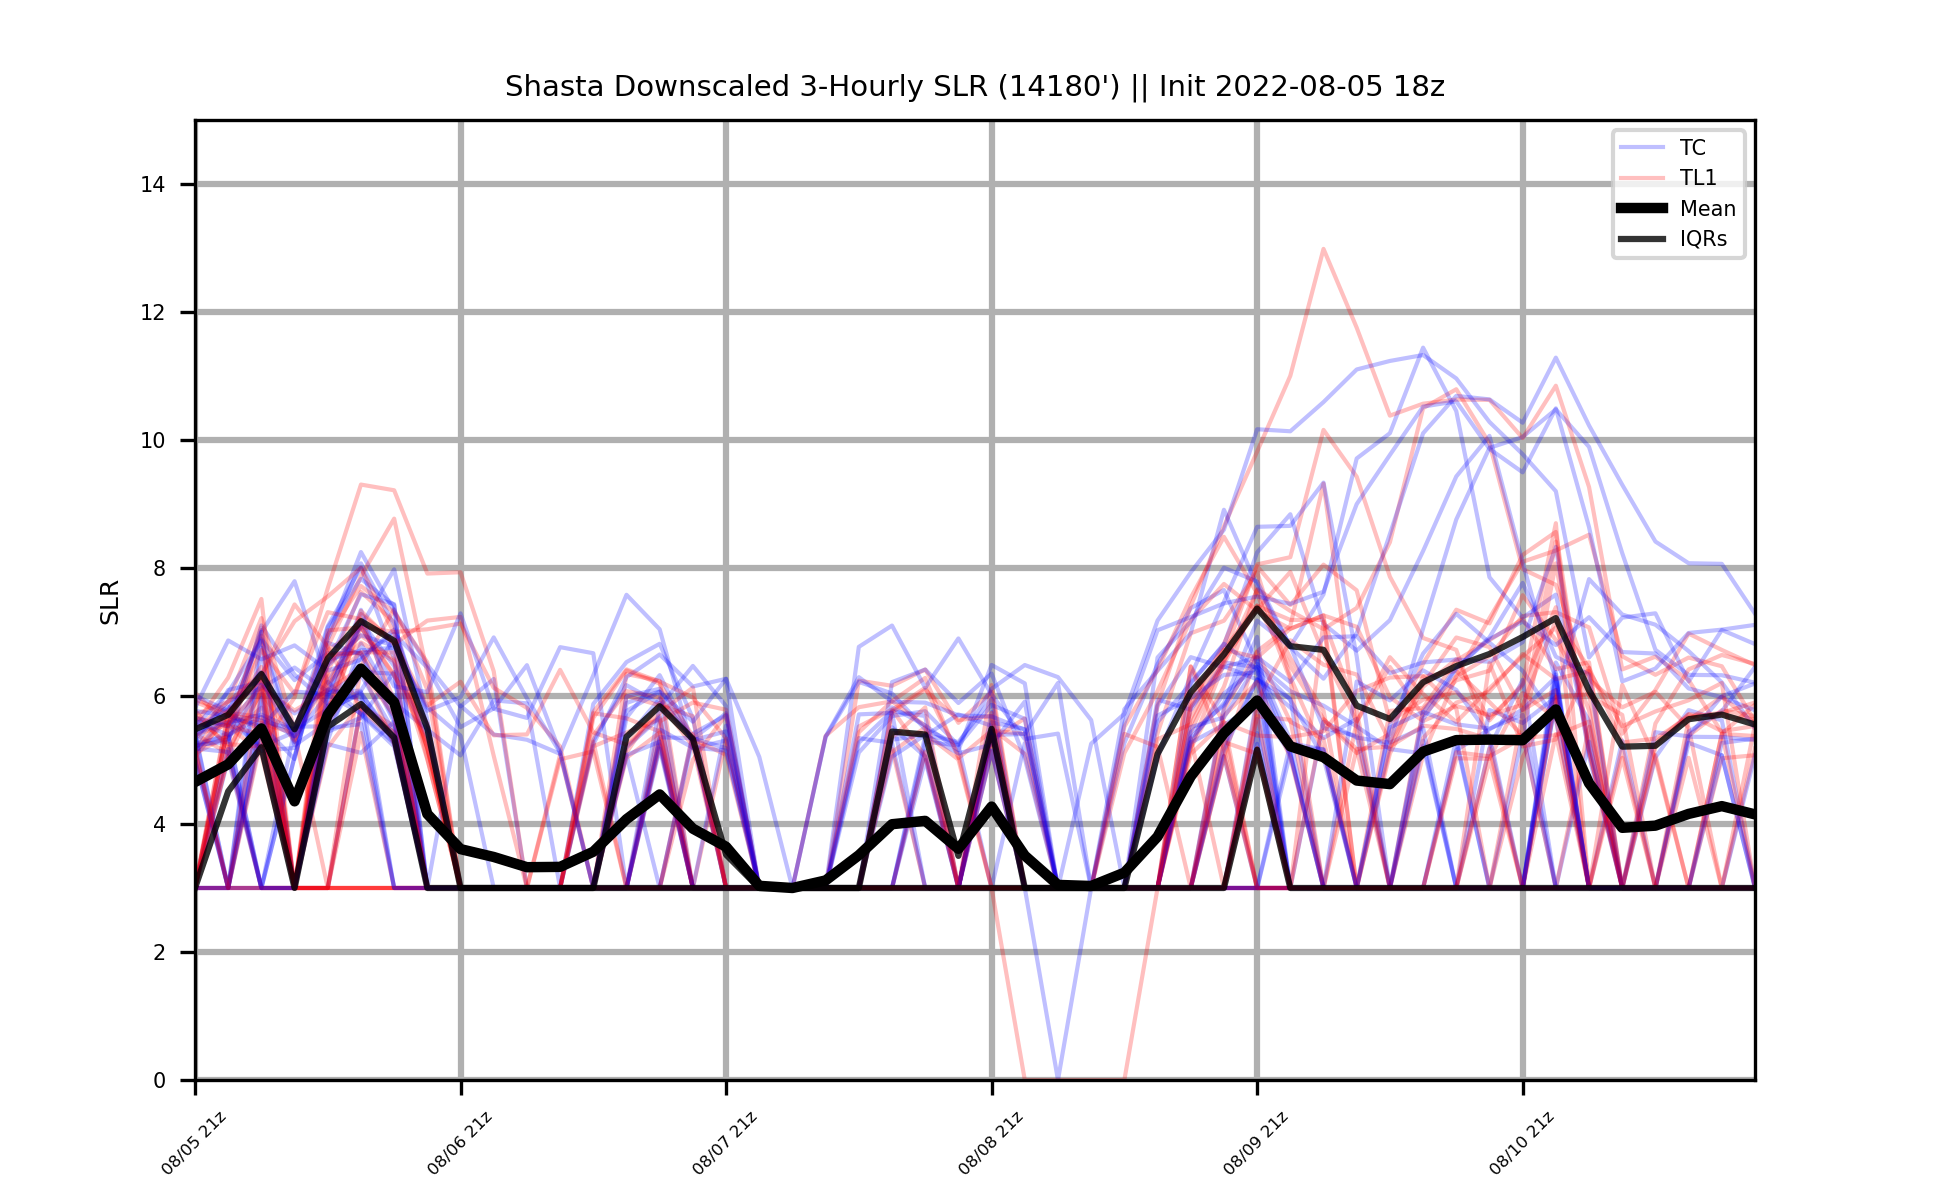 Shasta Downscaled 3-Hourly SLR (14180') || Init 2022-08-05 18z
TC
TL1
Mean
IQRs
SLR
14
12
10
8
6
4
2
0
08/05 21z
08/06 21z
08/07 21z
08/08 21z
08/09 21z
08/10 21z